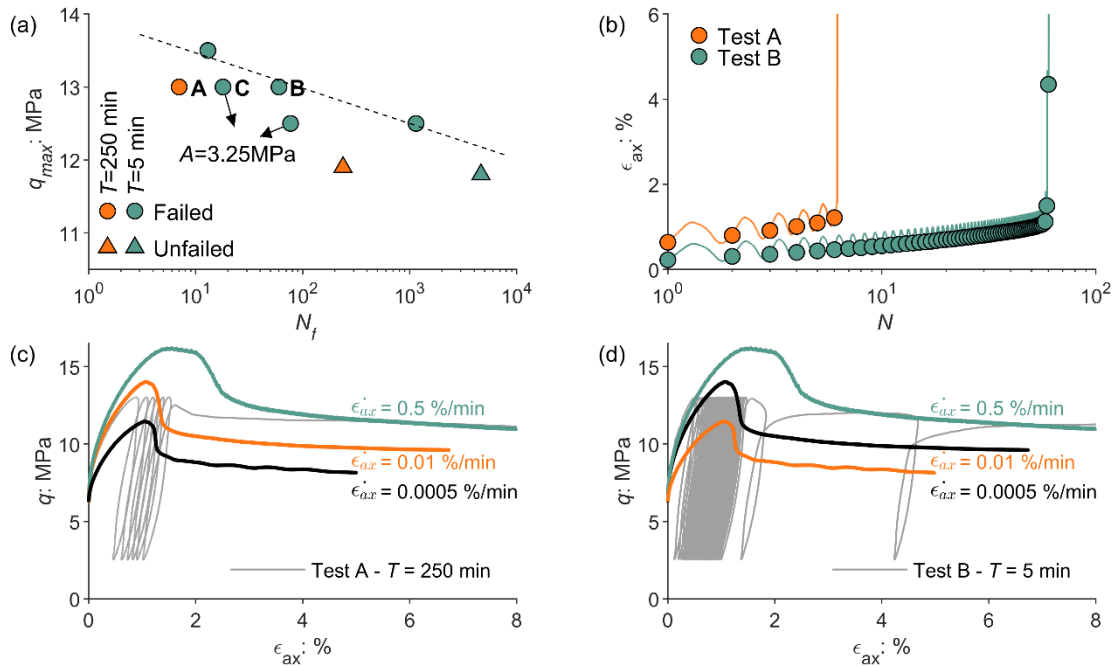 (a)
14
13
12
11
q_max: MPa
A
C
B
A=3.25MPa
T=250 min
T=5 min
Failed
Unfailed
10^0
10^1
10^2
10^3
10^4
N_f
(b)
6
4
2
0
ϵ_ax: %
Test A
Test B
10^0
10^1
10^2
N
(c)
15
10
5
0
q: MPa
ϵ̇_ax = 0.5 %/min
ϵ̇_ax = 0.01 %/min
ϵ̇_ax = 0.0005 %/min
Test A - T = 250 min
0 2 4 6 8
ϵ_ax: %
(d)
15
10
5
0
q: MPa
ϵ̇_ax = 0.5 %/min
ϵ̇_ax = 0.01 %/min
ϵ̇_ax = 0.0005 %/min
Test B - T = 5 min
0 2 4 6 8
ϵ_ax: %